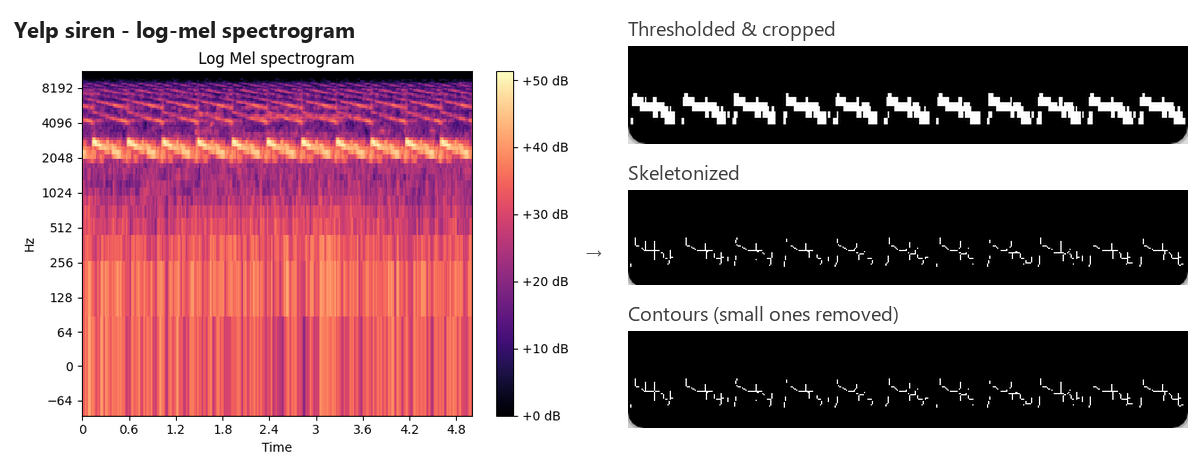 Yelp siren - log-mel spectrogram
Log Mel spectrogram
Hz
8192
4096
2048
1024
512
256
128
64
0
−64
0 0.6 1.2 1.8 2.4 3 3.6 4.2 4.8
Time
+50 dB
+40 dB
+30 dB
+20 dB
+10 dB
+0 dB
→
Thresholded & cropped
Skeletonized
Contours (small ones removed)